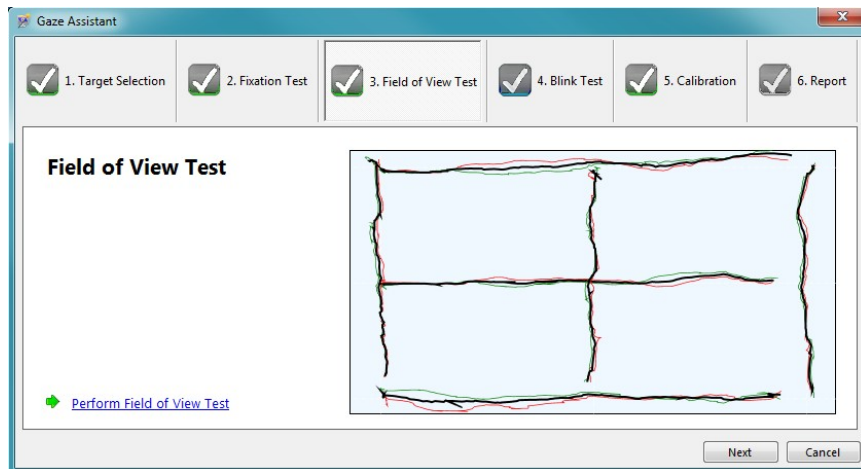 Gaze Assistant
1. Target Selection
2. Fixation Test
3. Field of View Test
4. Blink Test
5. Calibration
6. Report
Field of View Test
Perform Field of View Test
Next
Cancel